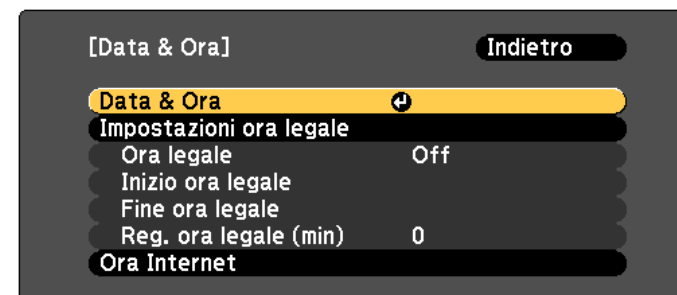 [Data & Ora] Indietro
Data & Ora
Impostazioni ora legale
Ora legale Off
Inizio ora legale
Fine ora legale
Reg. ora legale (min) 0
Ora Internet